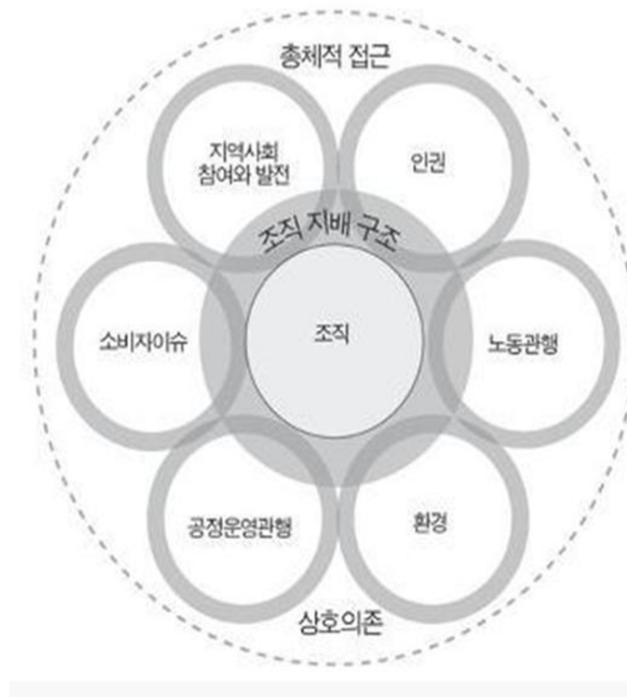 총체적 접근
지역사회
참여와 발전
인권
조직 지배 구조
소비자이슈
조직
노동관행
공정운영관행
환경
상호의존